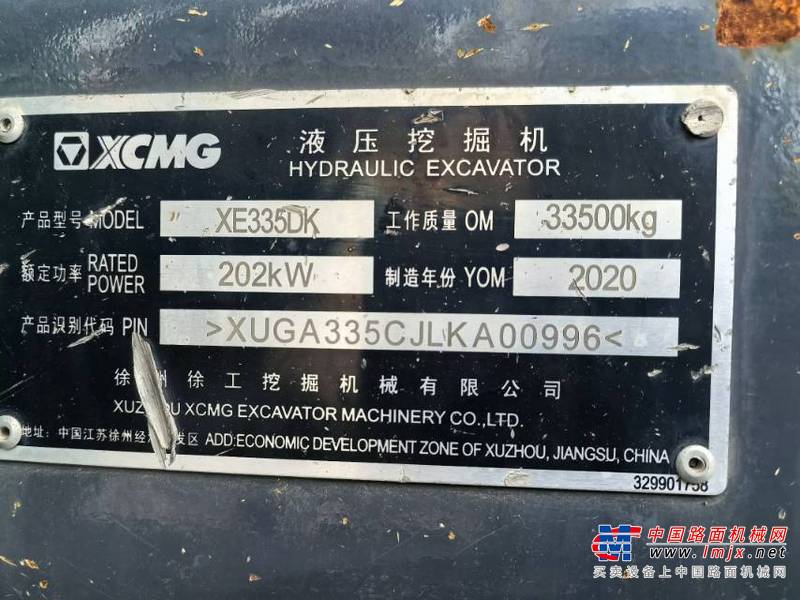 XCMG 液压挖掘机
HYDRAULIC EXCAVATOR
产品型号 MODEL XE335DK 工作质量 OM 33500kg
额定功率 RATED POWER 202kW 制造年份 YOM 2020
产品识别代码 PIN >XUGA335CJLKA00996<
徐 徐工挖掘机械有限公司
XCMG EXCAVATOR MACHINERY CO.,LTD.
地址: 中国江苏徐州经 发区 ADD:ECONOMIC DEVELOPMENT ZONE OF XUZHOU, JIANGSU, CHINA
329901758
中国路面机械网
www.lmjx.net
买卖设备上中国路面机械网